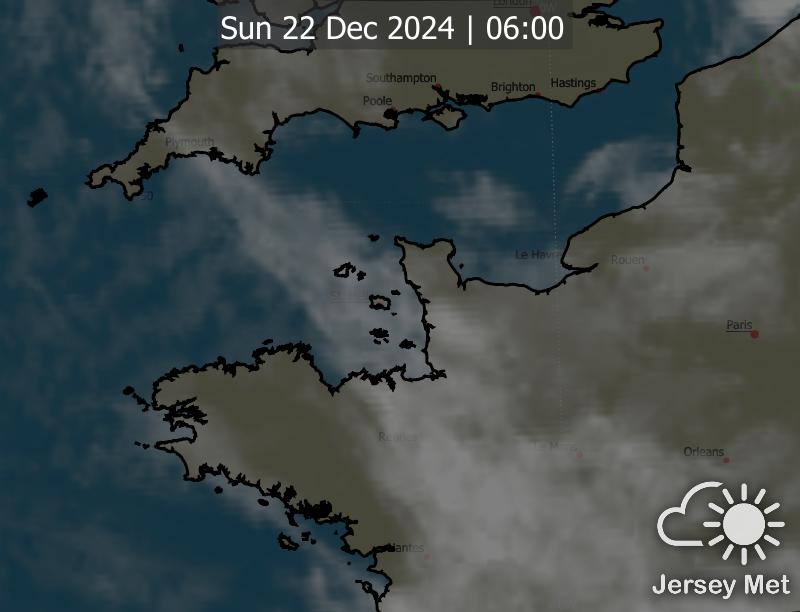 London
Sun 22 Dec 2024 | 06:00
Southampton
Brighton
Hastings
Poole
Plymouth
50
Le Havre
Rouen
Paris
Rennes
Le Mans
Orleans
Nantes
Jersey Met